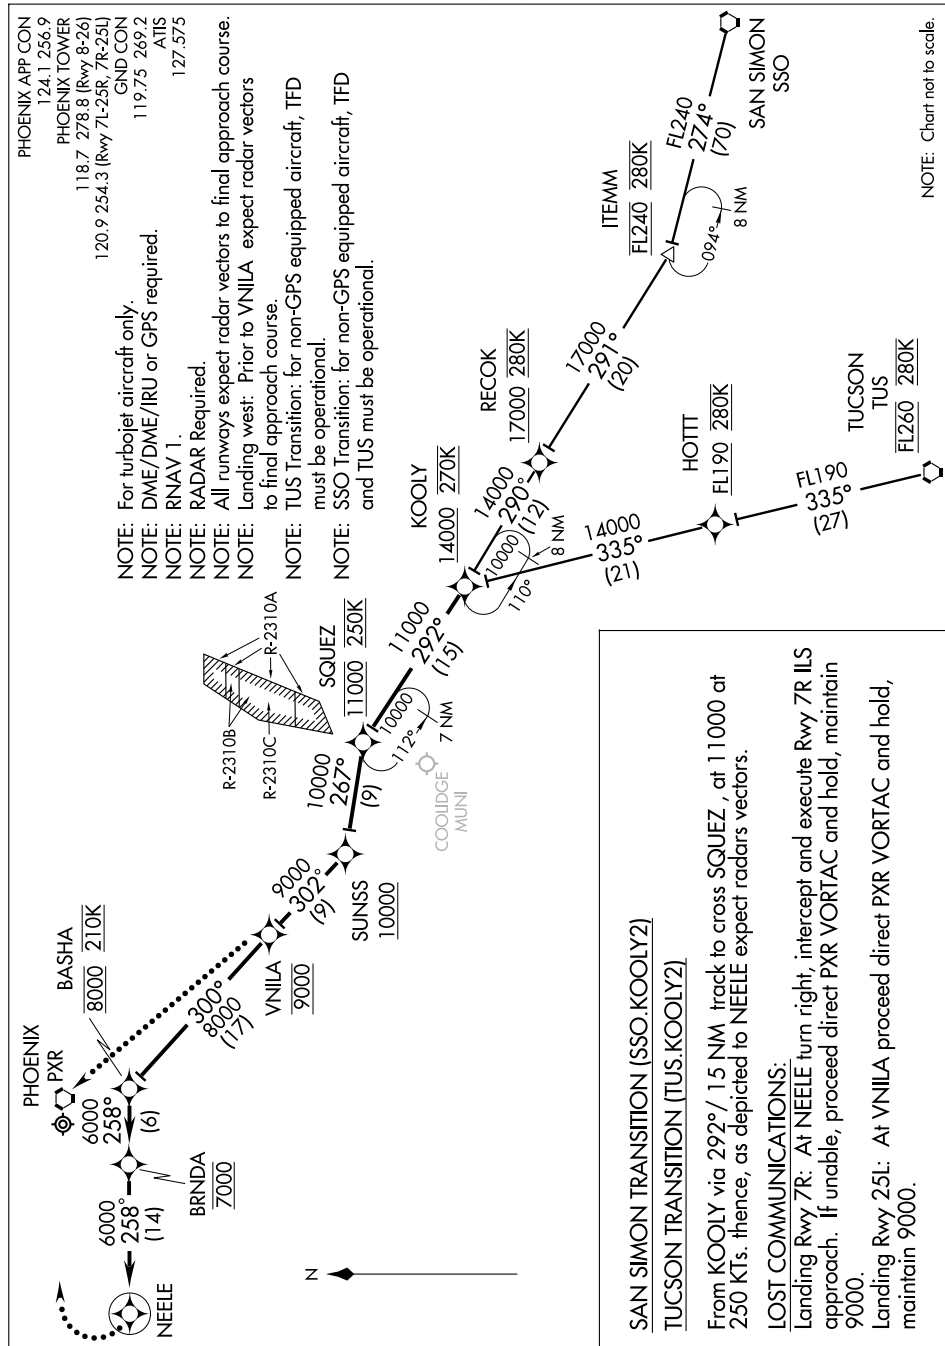 PHOENIX APP CON
124.1 256.9
PHOENIX TOWER
118.7 278.8 (Rwy 8-26)
120.9 254.3 (Rwy 7L-25R, 7R-25L)
GND CON
119.75 269.2
ATIS
127.575
NOTE: For turbojet aircraft only.
NOTE: DME/DME/IRU or GPS required.
NOTE: RNAV 1.
NOTE: RADAR Required.
NOTE: All runways expect radar vectors to final approach course.
NOTE: Landing west: Prior to VNILA expect radar vectors
to final approach course.
NOTE: TUS Transition: for non-GPS equipped aircraft, TFD
must be operational.
NOTE: SSO Transition: for non-GPS equipped aircraft, TFD
and TUS must be operational.
PHOENIX
PXR
BASHA
8000 210K
6000
258°
(6)
BRNDA
7000
6000
258°
(14)
NEELE
300°
8000
(17)
VNILA
9000
9000
302°
(9)
SUNSS
10000
10000
267°
(9)
R-2310A
R-2310B
R-2310C
SQUEZ
11000 250K
10000
112°
7 NM
COOLIDGE
MUNI
11000
292°
(15)
KOOLY
14000 270K
10000
110°
8 NM
14000
290°
(12)
RECOK
17000 280K
17000
291°
(20)
ITEMM
FL240 280K
094°
8 NM
FL240
274°
(70)
SAN SIMON
SSO
14000
335°
(21)
HOTTT
FL190 280K
FL190
335°
(27)
TUCSON
TUS
FL260 280K
N
NOTE: Chart not to scale.
SAN SIMON TRANSITION (SSO.KOOLY2)
TUCSON TRANSITION (TUS.KOOLY2)
From KOOLY via 292°/ 15 NM track to cross SQUEZ , at 11000 at
250 KTs. thence, as depicted to NEELE expect radars vectors.
LOST COMMUNICATIONS:
Landing Rwy 7R: At NEELE turn right, intercept and execute Rwy 7R ILS
approach. If unable, proceed direct PXR VORTAC and hold, maintain
9000.
Landing Rwy 25L: At VNILA proceed direct PXR VORTAC and hold,
maintain 9000.